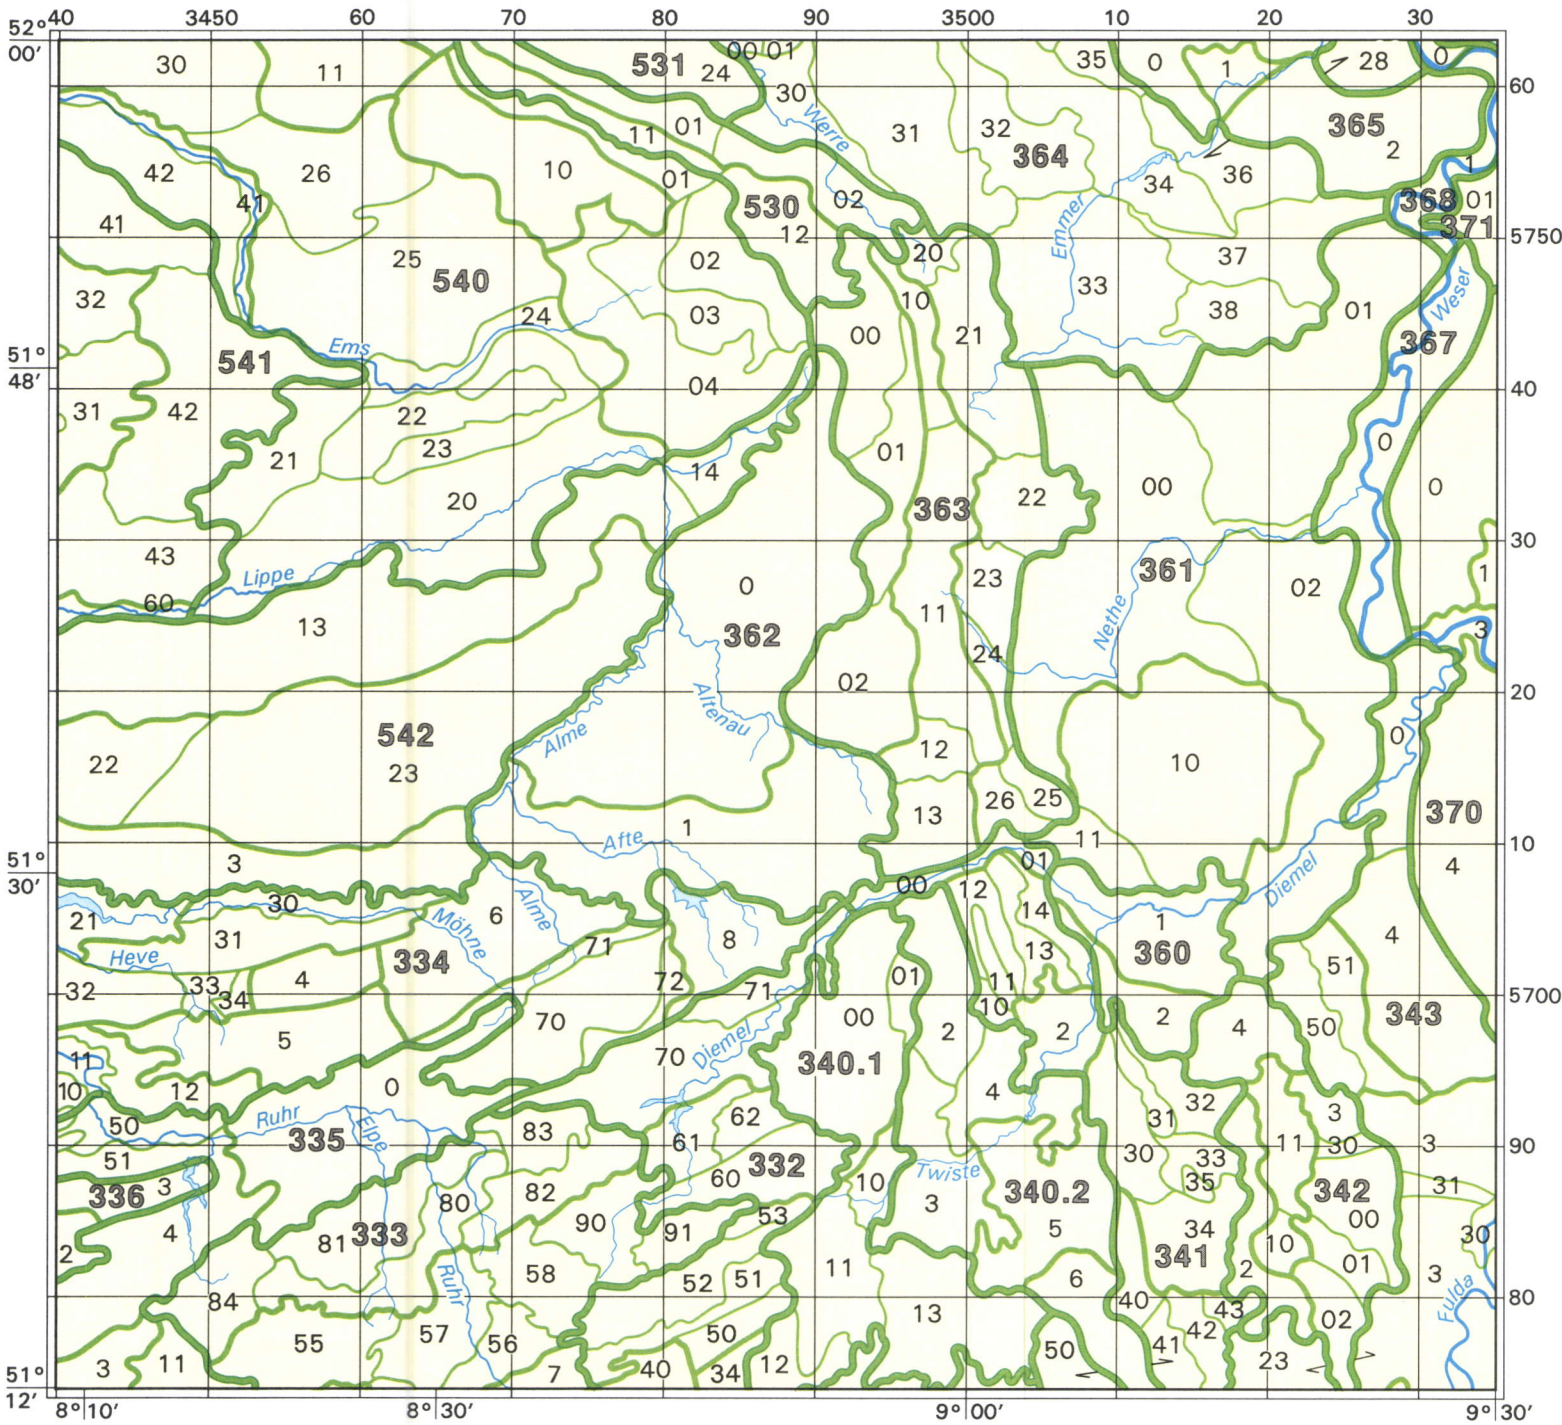 40 3450 60 70 80 90 3500 10 20 30
52°
00′
30 11 531 24 00 01 35 0 1 28 0
60
30
42 26 11 01 10 Werre 31 32 364 365 2
41 01 530 02 34 36 368 1 01
41 12 Emmer 371
5750
25 540 02 20 37
32 24 03 10 33 38 01 Weser
00 21 367
51°
48′
541 Ems 04
40
31 42 22 01 0
21 23 14
20 363 22 00 0
30
43 Lippe 0 23 361 02 1
60 13 362 11 Nethe 3
24
02
20
Altenau
542 Alme 12 0
22 23 10
26 25
13 370
1 11
10
51°
30′
3 Afte 01 4
00 12 Diemel
30 Möhne 6 Alme 14 1
21 31 71 8 13 360 4
Heve 334 01 51
32 33 34 4 72 71 11
5700
10
5 70 00 2 2 2 4 50 343
11 70 Diemel 340.1
10 12 0 4 32
50 Ruhr 62 31 3
335 Elpe 83 61 11 30 3
90
51 332 Twiste 30 33
336 3 82 60 10 340.2 35 342 31
80 3 00
4 81 333 90 91 53 5 34 10 30
2 58 11 341 01
52 51 6 2 3
84 Ruhr 40 43 Fulda
80
55 57 56 50 13 42 02
3 11 7 40 34 12 50 41 23
51°
12′
8°10′ 8°30′ 9°00′ 9°30′